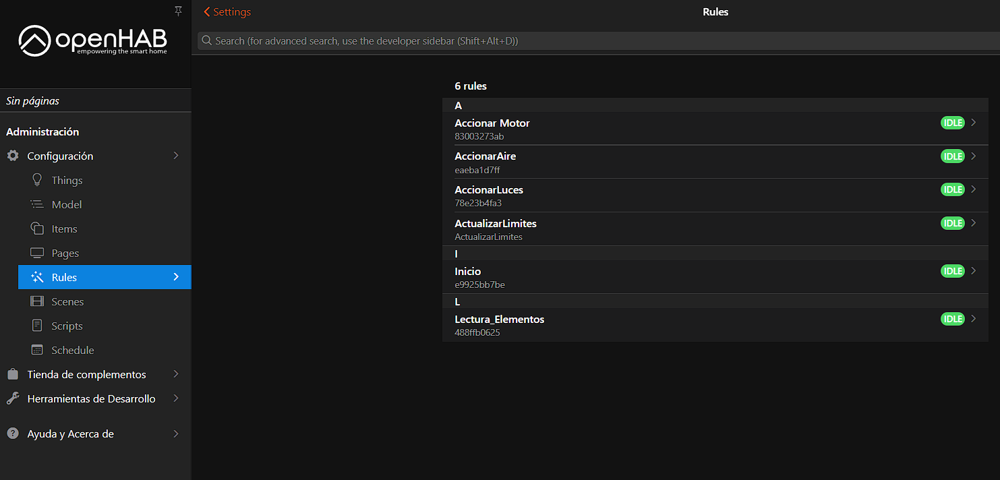 openHAB
empowering the smart home
Sin páginas
Administración
Configuración
Things
Model
Items
Pages
Rules
Scenes
Scripts
Schedule
Tienda de complementos
Herramientas de Desarrollo
Ayuda y Acerca de
Settings
Rules
Search (for advanced search, use the developer sidebar (Shift+Alt+D))
6 rules
A
Accionar Motor IDLE
83003273ab
AccionarAire IDLE
eaeba1d7ff
AccionarLuces IDLE
78e23b4fa3
ActualizarLimites IDLE
ActualizarLimites
I
Inicio IDLE
e9925bb7be
L
Lectura_Elementos IDLE
488ffb0625